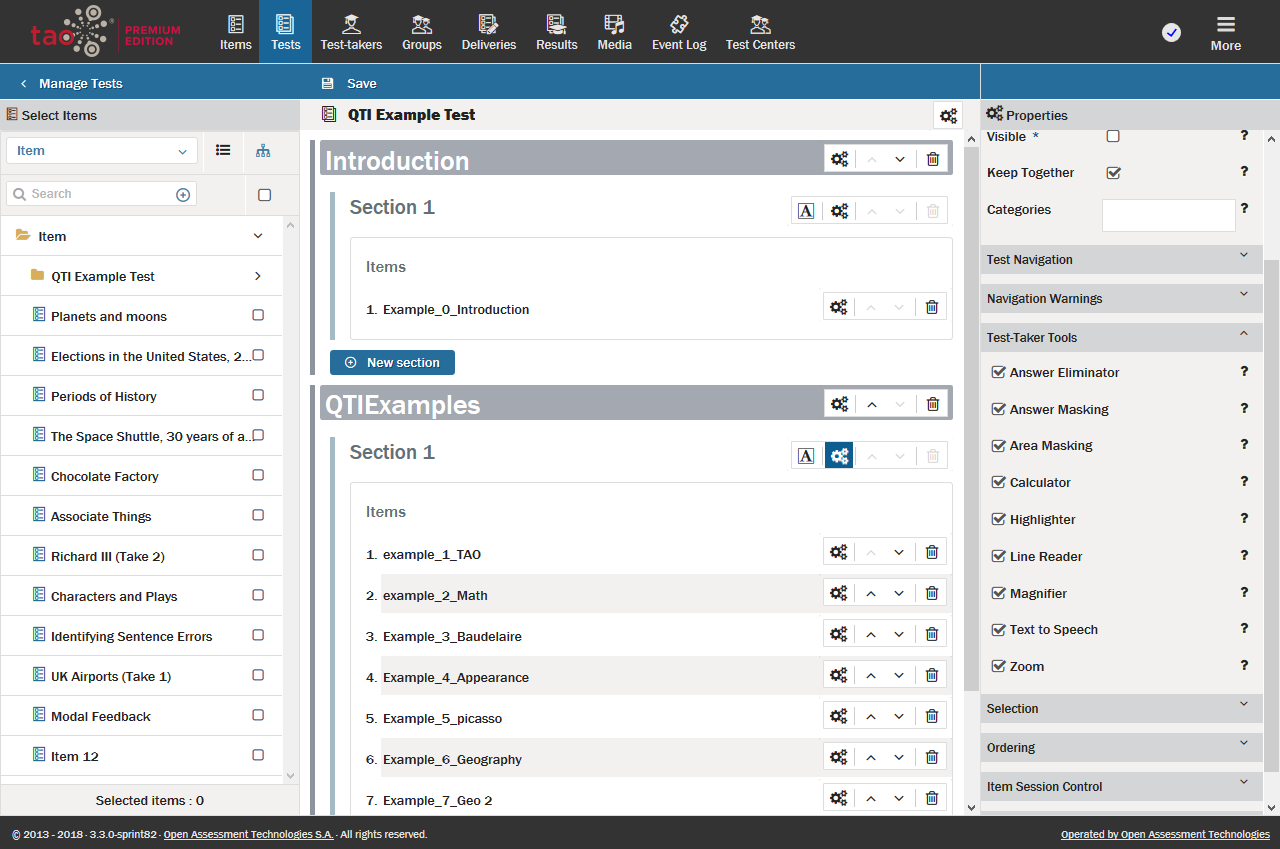 tao
PREMIUM
EDITION
Items
Tests
Test-takers
Groups
Deliveries
Results
Media
Event Log
Test Centers
More
Manage Tests
Save
Select Items
QTI Example Test
Properties
Item
Search
Item
QTI Example Test
Planets and moons
Elections in the United States, 2...
Periods of History
The Space Shuttle, 30 years of a...
Chocolate Factory
Associate Things
Richard III (Take 2)
Characters and Plays
Identifying Sentence Errors
UK Airports (Take 1)
Modal Feedback
Item 12
Selected items : 0
Introduction
Section 1
A
Items
1. Example_0_Introduction
New section
QTIExamples
Section 1
A
Items
1. example_1_TAO
2. example_2_Math
3. Example_3_Baudelaire
4. Example_4_Appearance
5. Example_5_picasso
6. Example_6_Geography
7. Example_7_Geo 2
Visible * ?
Keep Together ?
Categories ?
Test Navigation
Navigation Warnings
Test-Taker Tools
Answer Eliminator ?
Answer Masking ?
Area Masking ?
Calculator ?
Highlighter ?
Line Reader ?
Magnifier ?
Text to Speech ?
Zoom ?
Selection
Ordering
Item Session Control
© 2013 - 2018 · 3.3.0-sprint82 · Open Assessment Technologies S.A. · All rights reserved.
Operated by Open Assessment Technologies